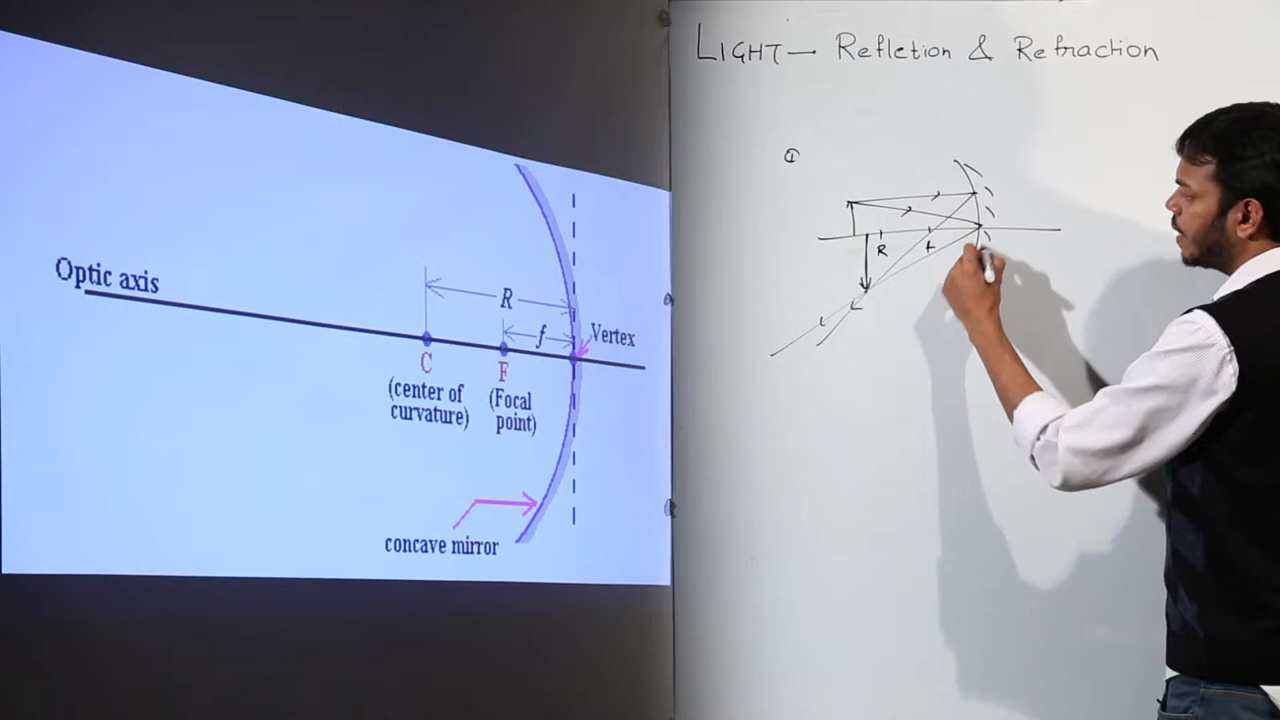 Optic axis
R
f
Vertex
C
(center of
curvature)
F
(Focal
point)
concave mirror
LIGHT— Refletion & Refraction
①
R
f